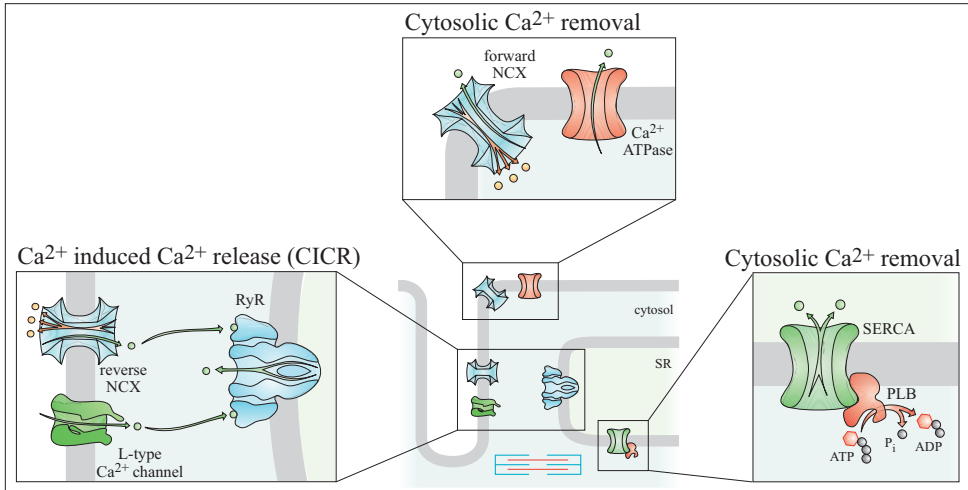 Cytosolic Ca²⁺ removal
forward
NCX
Ca²⁺
ATPase
Ca²⁺ induced Ca²⁺ release (CICR)
RyR
reverse
NCX
L-type
Ca²⁺ channel
cytosol
SR
Cytosolic Ca²⁺ removal
SERCA
PLB
ATP
Pᵢ
ADP